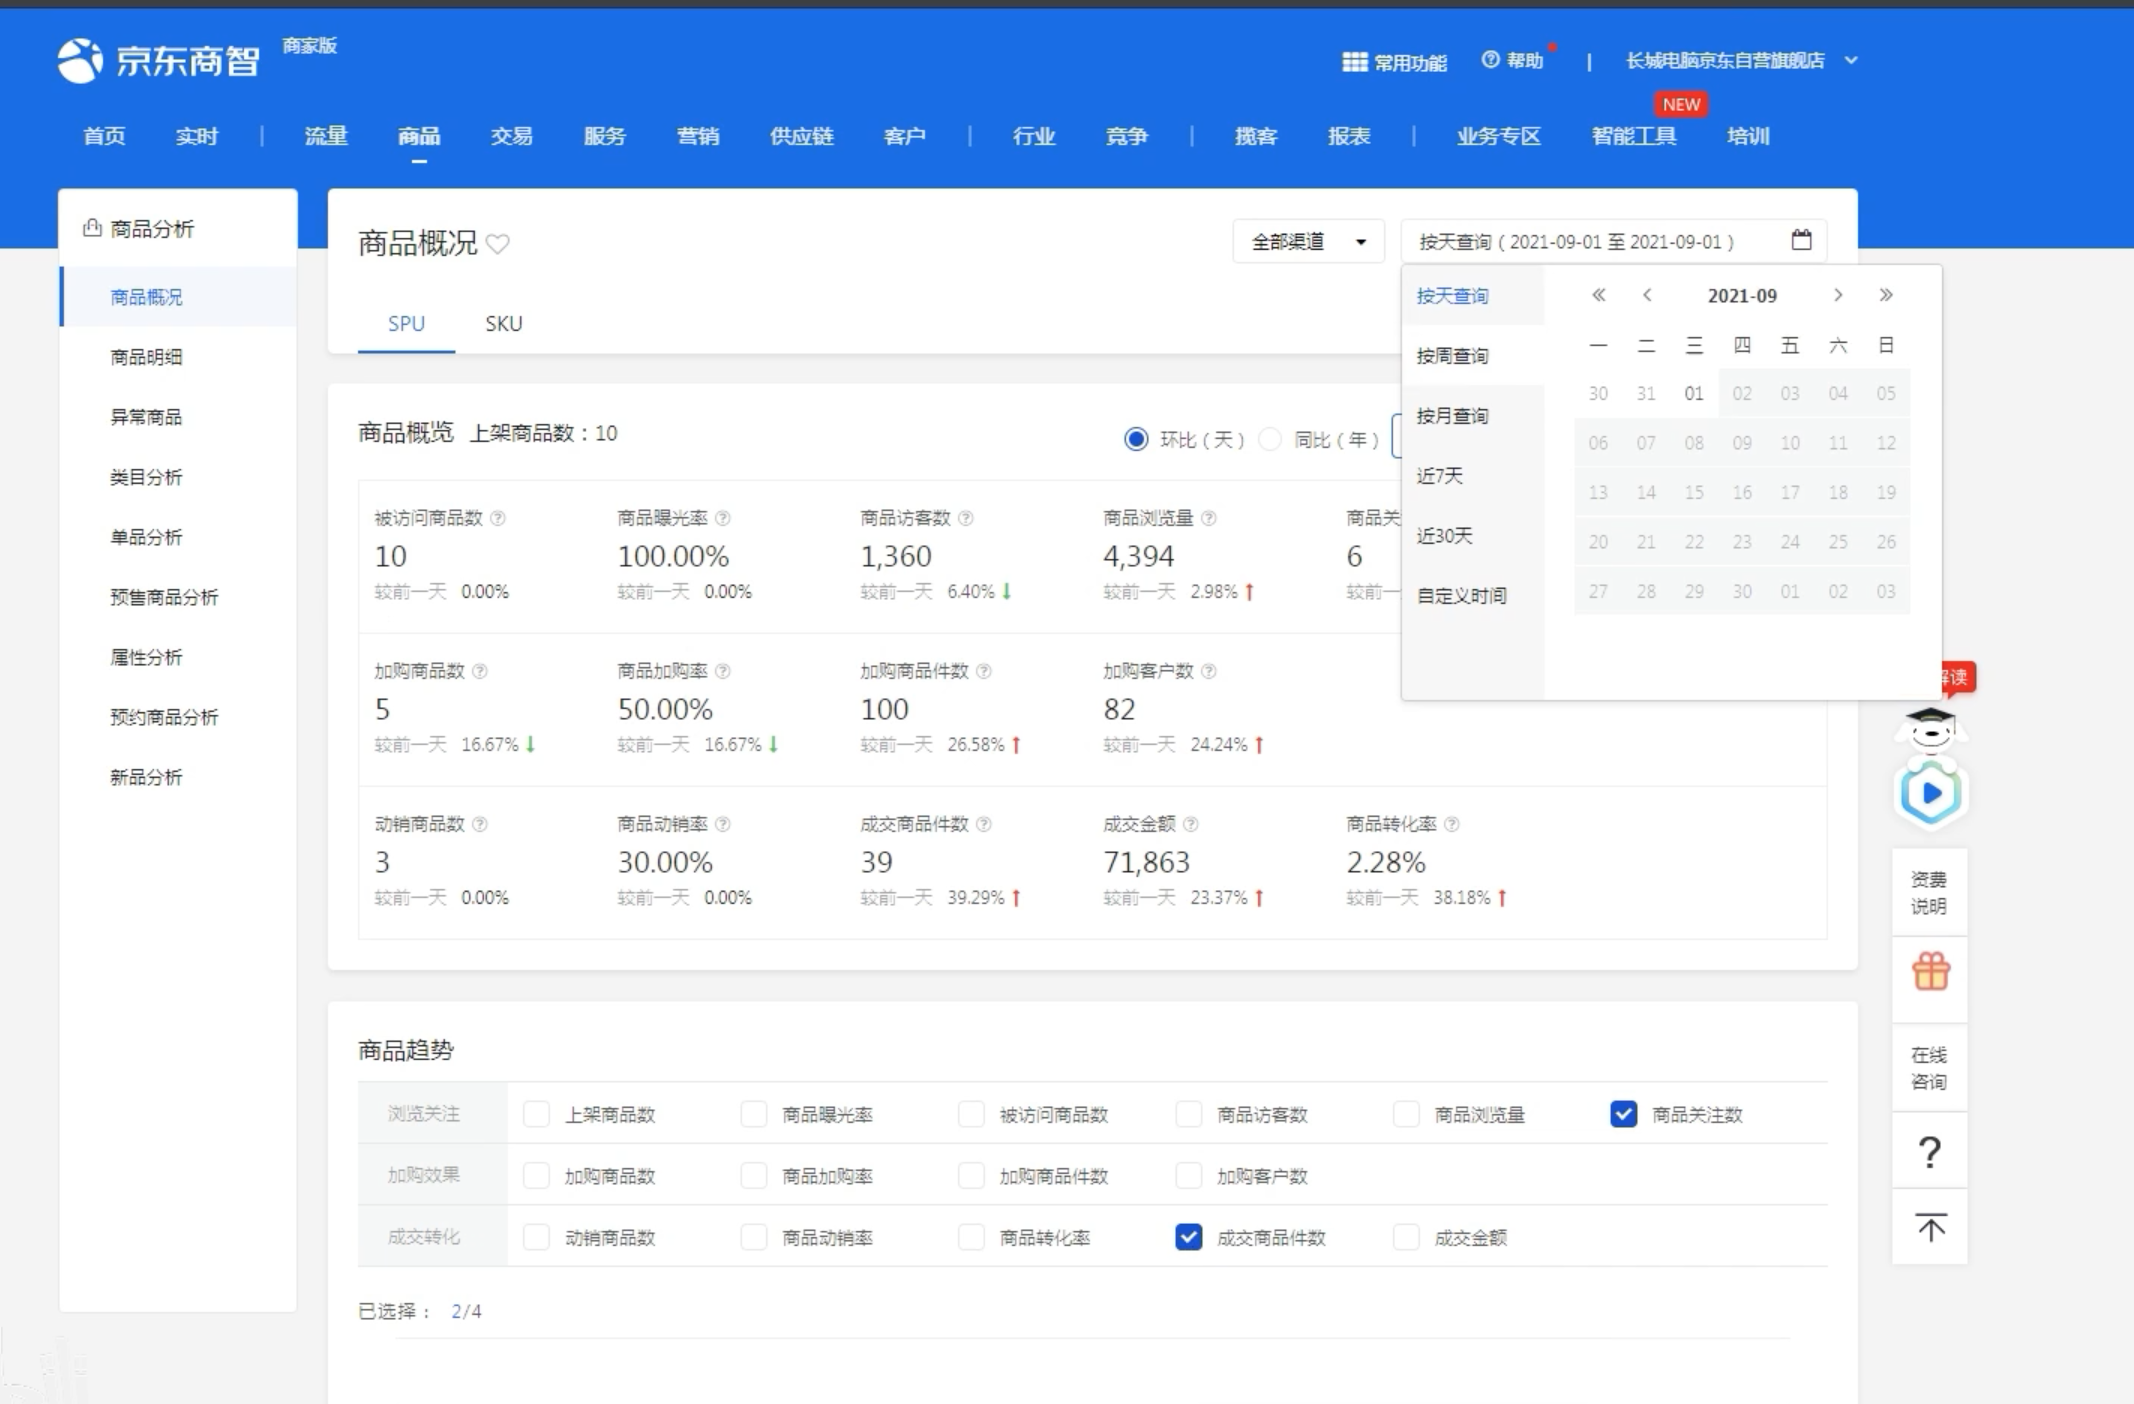 京东商智 商家版
常用功能 帮助 | 长城电脑京东自营旗舰店
NEW
首页 实时 | 流量 商品 交易 服务 营销 供应链 客户 | 行业 竞争 | 揽客 报表 | 业务专区 智能工具 培训
商品分析
商品概况
商品明细
异常商品
类目分析
单品分析
预售商品分析
属性分析
预约商品分析
新品分析
商品概况
全部渠道
按天查询 ( 2021-09-01 至 2021-09-01 )
SPU SKU
按天查询
按周查询
按月查询
近7天
近30天
自定义时间
« ‹ 2021-09 › »
一 二 三 四 五 六 日
30 31 01 02 03 04 05
06 07 08 09 10 11 12
13 14 15 16 17 18 19
20 21 22 23 24 25 26
27 28 29 30 01 02 03
商品概览 上架商品数：10
环比 ( 天 ) 同比 ( 年 )
被访问商品数 商品曝光率 商品访客数 商品浏览量 商品关
10 100.00% 1,360 4,394 6
较前一天 0.00% 较前一天 0.00% 较前一天 6.40% 较前一天 2.98% 较前一
加购商品数 商品加购率 加购商品件数 加购客户数
5 50.00% 100 82
较前一天 16.67% 较前一天 16.67% 较前一天 26.58% 较前一天 24.24%
动销商品数 商品动销率 成交商品件数 成交金额 商品转化率
3 30.00% 39 71,863 2.28%
较前一天 0.00% 较前一天 0.00% 较前一天 39.29% 较前一天 23.37% 较前一天 38.18%
商品趋势
浏览关注 上架商品数 商品曝光率 被访问商品数 商品访客数 商品浏览量 商品关注数
加购效果 加购商品数 商品加购率 加购商品件数 加购客户数
成交转化 动销商品数 商品动销率 商品转化率 成交商品件数 成交金额
已选择： 2/4
读
资费
说明
在线
咨询
?